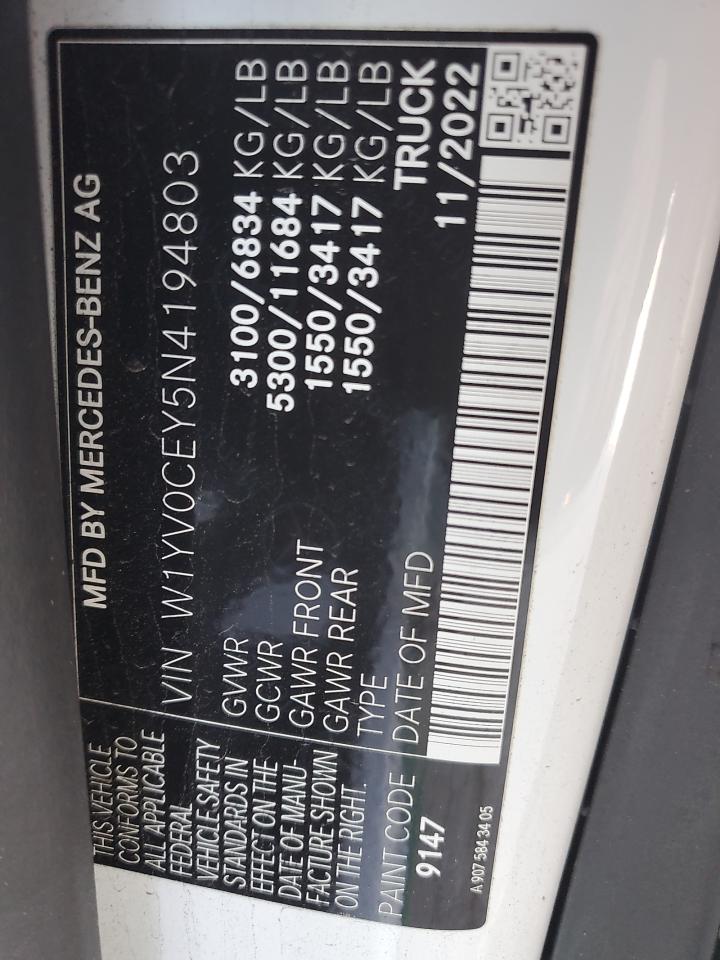 MFD BY MERCEDES-BENZ AG
VIN W1YV0CEY5N4194803
GVWR 3100/6834 KG/LB
GCWR 5300/11684 KG/LB
GAWR FRONT 1550/3417 KG/LB
GAWR REAR 1550/3417 KG/LB
TYPE TRUCK
DATE OF MFD 11/2022
THIS VEHICLE
CONFORMS TO
ALL APPLICABLE
FEDERAL
VEHICLE SAFETY
STANDARDS IN
EFFECT ON THE
DATE OF MANU-
FACTURE SHOWN
ON THE RIGHT.
PAINT CODE
9147
A 907 584 34 05